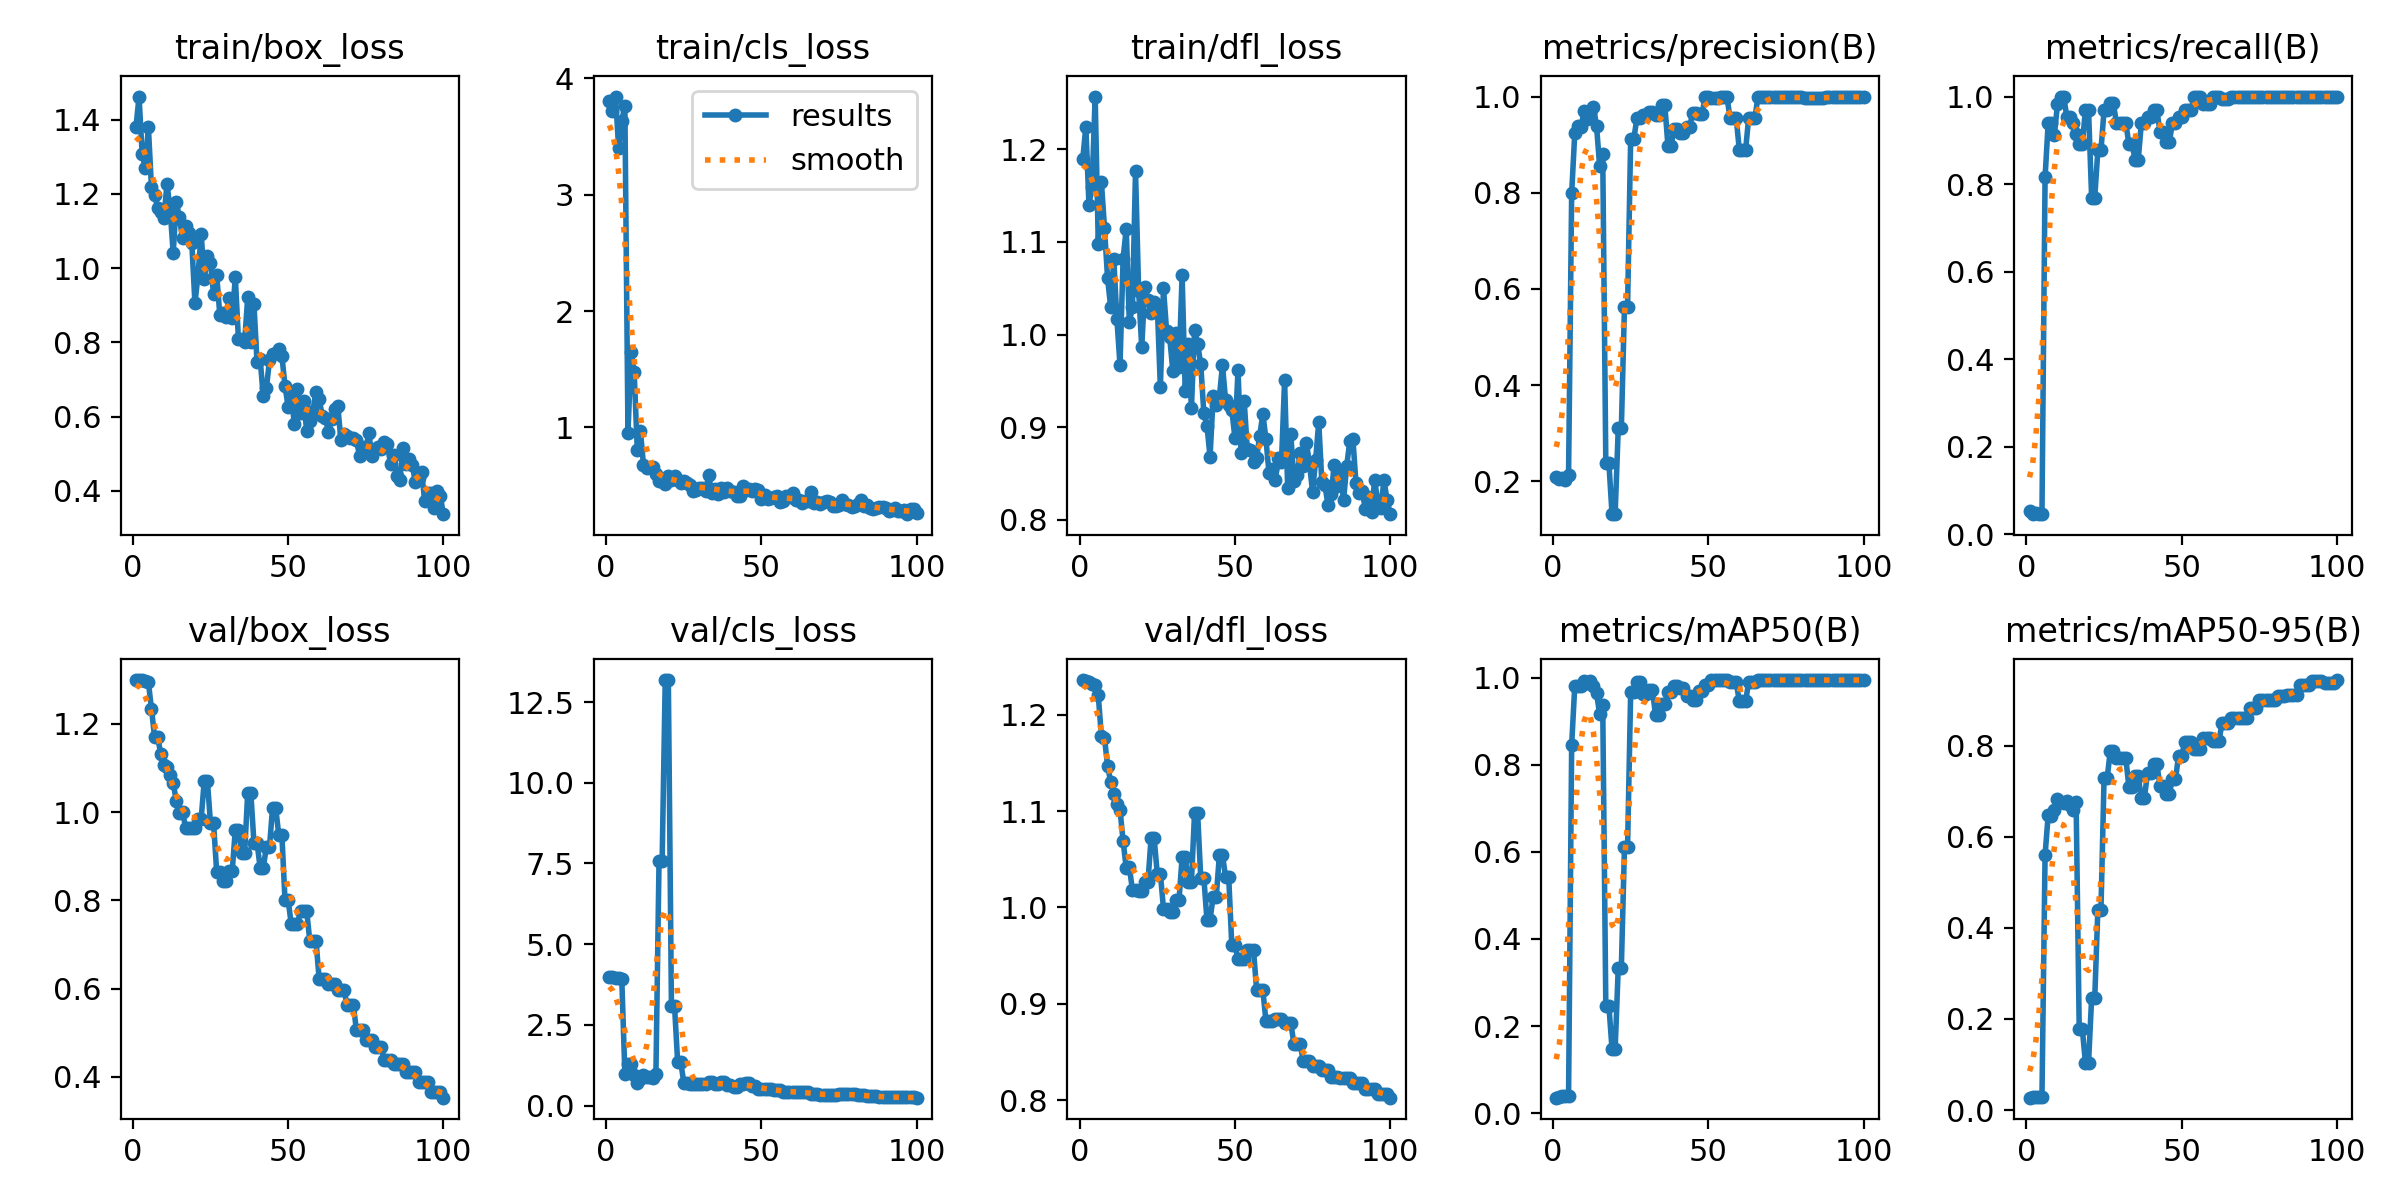 train/box_loss
train/cls_loss
train/dfl_loss
metrics/precision(B)
metrics/recall(B)
1.4
1.2
1.0
0.8
0.6
0.4
0 50 100
4
3
2
1
results
smooth
0 50 100
1.2
1.1
1.0
0.9
0.8
0 50 100
1.0
0.8
0.6
0.4
0.2
0 50 100
1.0
0.8
0.6
0.4
0.2
0.0
0 50 100
val/box_loss
val/cls_loss
val/dfl_loss
metrics/mAP50(B)
metrics/mAP50-95(B)
1.2
1.0
0.8
0.6
0.4
0 50 100
12.5
10.0
7.5
5.0
2.5
0.0
0 50 100
1.2
1.1
1.0
0.9
0.8
0 50 100
1.0
0.8
0.6
0.4
0.2
0.0
0 50 100
0.8
0.6
0.4
0.2
0.0
0 50 100